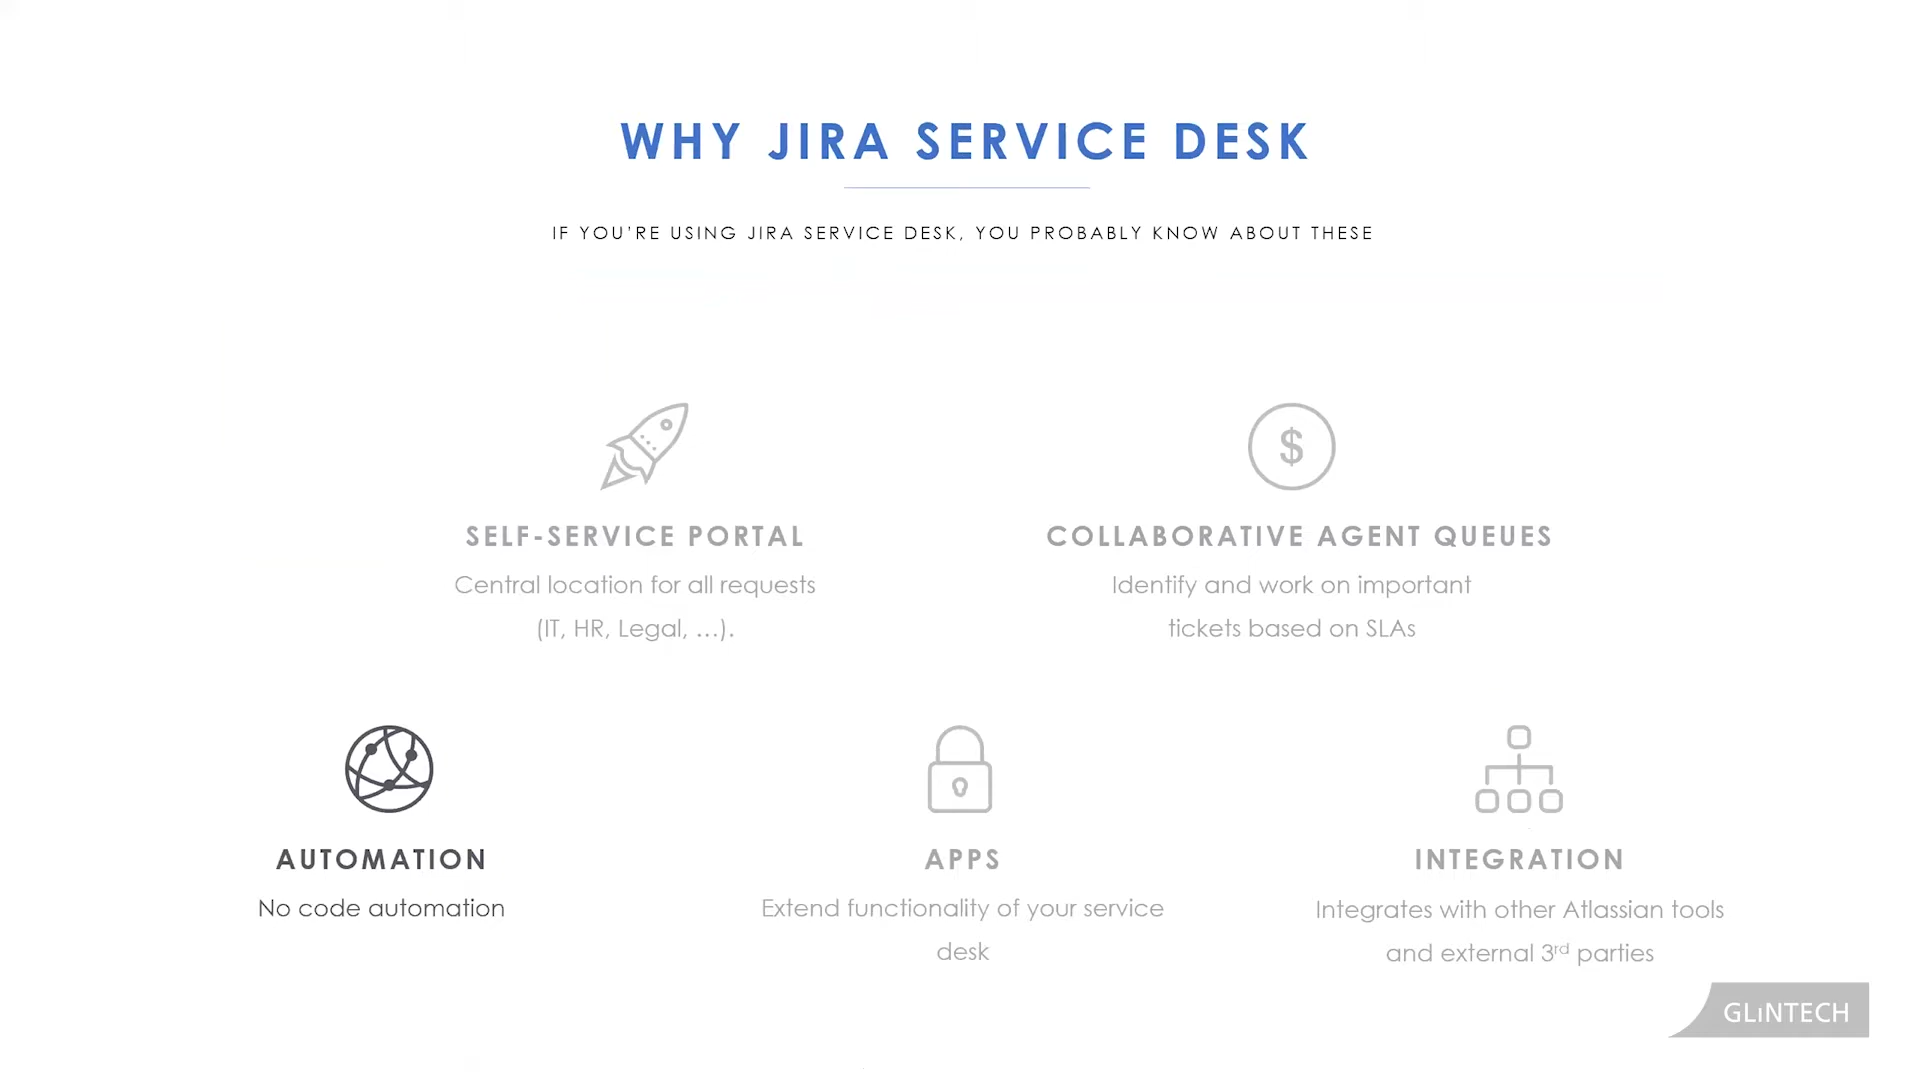 WHY JIRA SERVICE DESK
IF YOU'RE USING JIRA SERVICE DESK, YOU PROBABLY KNOW ABOUT THESE
$
SELF-SERVICE PORTAL
Central location for all requests
(IT, HR, Legal, ...).
COLLABORATIVE AGENT QUEUES
Identify and work on important
tickets based on SLAs
AUTOMATION
No code automation
APPS
Extend functionality of your service
desk
INTEGRATION
Integrates with other Atlassian tools
and external 3rd parties
GLiNTECH